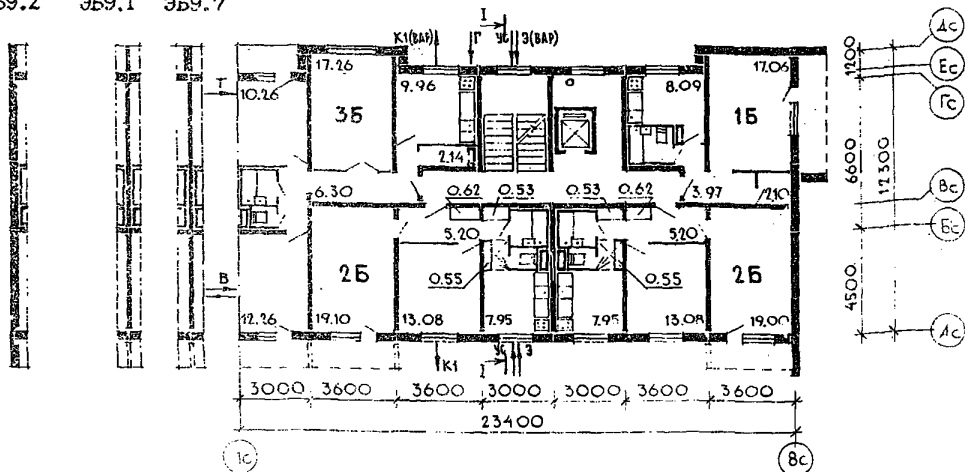 ЭБ9.1 ЭБ9.7
I
К1(ВАР) Г УС Э(ВАР)
Дс
17.26 17.06 1200 Ес
10.26 9.96 8.09
Т Гс
3Б 1Б
2.14 6600 12300
6.30 0.62 0.53 0.53 0.62 3.97 2.10 Вс
5.20 5.20 Бс
2Б 0.55 0.55 2Б
В 4500
12.26 19.10 13.08 7.95 7.95 13.08 19.00 Ас
УС Э
К1 I
3000 3600 3600 3000 3000 3600 3600
23400
1с 8с